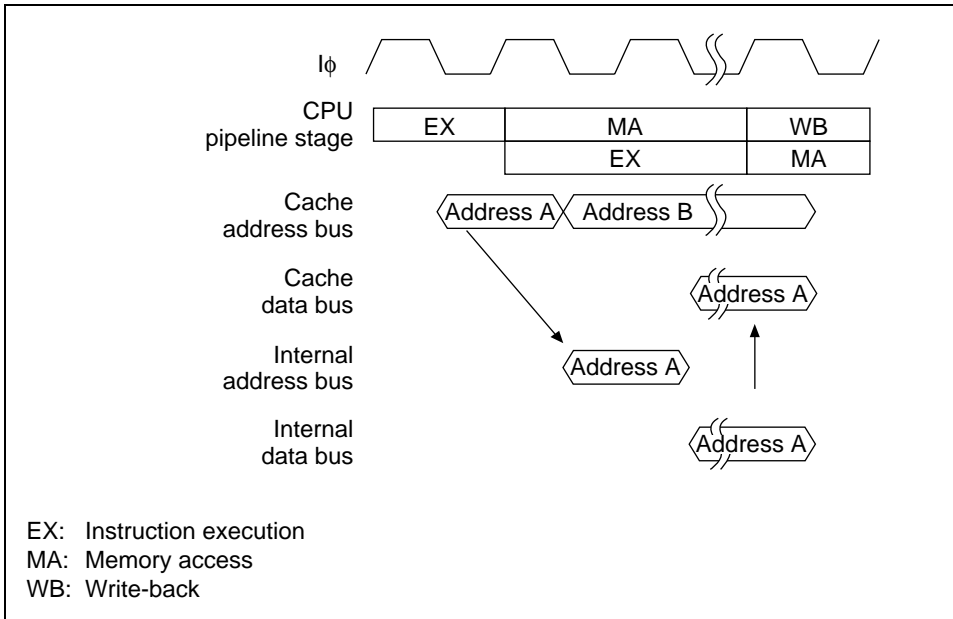 Iϕ
CPU
pipeline stage
EX MA WB
EX MA
Cache
address bus
Address A Address B
Cache
data bus
Address A
Internal
address bus
Address A
Internal
data bus
Address A
EX: Instruction execution
MA: Memory access
WB: Write-back